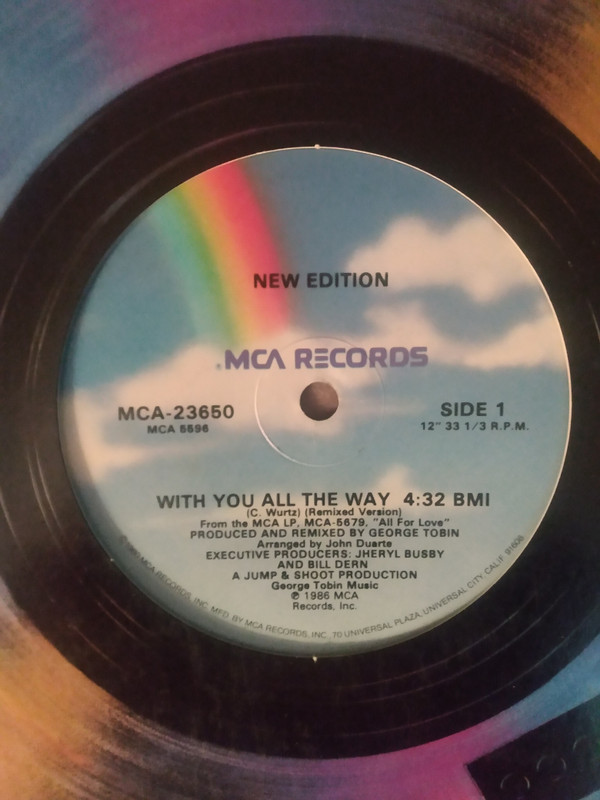 NEW EDITION
MCA RECORDS
MCA-23650
MCA 5596
SIDE 1
12" 33 1/3 R.P.M.
WITH YOU ALL THE WAY 4:32 BMI
(C. Wurtz) (Remixed Version)
From the MCA LP, MCA-5679, "All For Love"
PRODUCED AND REMIXED BY GEORGE TOBIN
Arranged by John Duarte
EXECUTIVE PRODUCERS: JHERYL BUSBY
AND BILL DERN
A JUMP & SHOOT PRODUCTION
George Tobin Music
℗ 1986 MCA
Records, Inc.
MCA RECORDS, INC. MFD. BY MCA RECORDS, INC., 70 UNIVERSAL PLAZA, UNIVERSAL CITY, CALIF. 91608